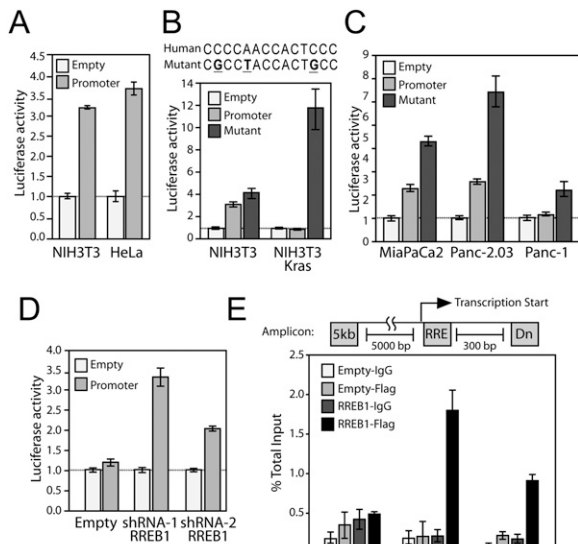 A
Luciferase activity
4.5
4.0
3.5
3.0
2.5
2.0
1.5
1.0
0.5
0
Empty
Promoter
NIH3T3 HeLa
B
Human CCCCAACCACTCCC
Mutant CGCCTACCACTGCC
Luciferase activity
14
12
10
8
6
4
2
0
Empty
Promoter
Mutant
NIH3T3 NIH3T3
Kras
C
Luciferase activity
9
8
7
6
5
4
3
2
1
0
Empty
Promoter
Mutant
MiaPaCa2 Panc-2.03 Panc-1
D
Luciferase activity
4.0
3.5
3.0
2.5
2.0
1.5
1.0
0.5
0
Empty
Promoter
Empty shRNA-1 shRNA-2
RREB1 RREB1
E
Transcription Start
Amplicon: 5kb RRE Dn
5000 bp 300 bp
% Total Input
2.5
2.0
1.5
1.0
0.5
Empty-IgG
Empty-Flag
RREB1-IgG
RREB1-Flag